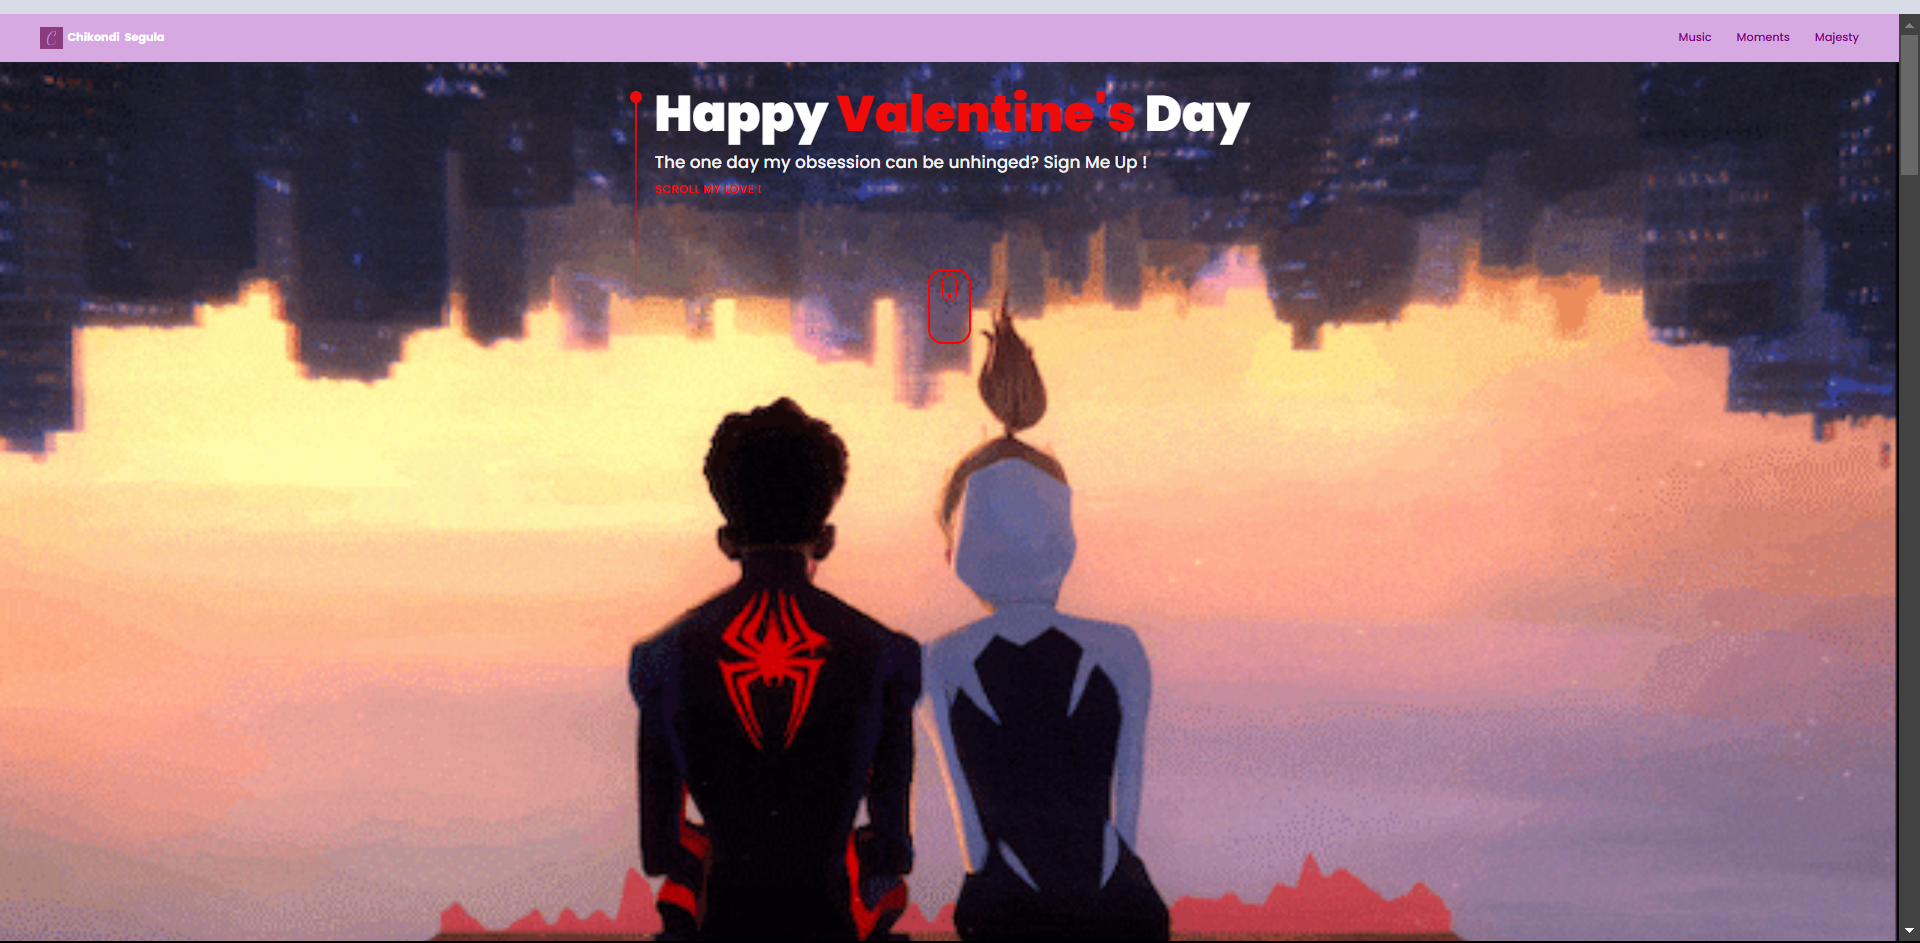 C Chikondi Segula
Music Moments Majesty
Happy Valentine's Day
The one day my obsession can be unhinged? Sign Me Up !
SCROLL MY LOVE !